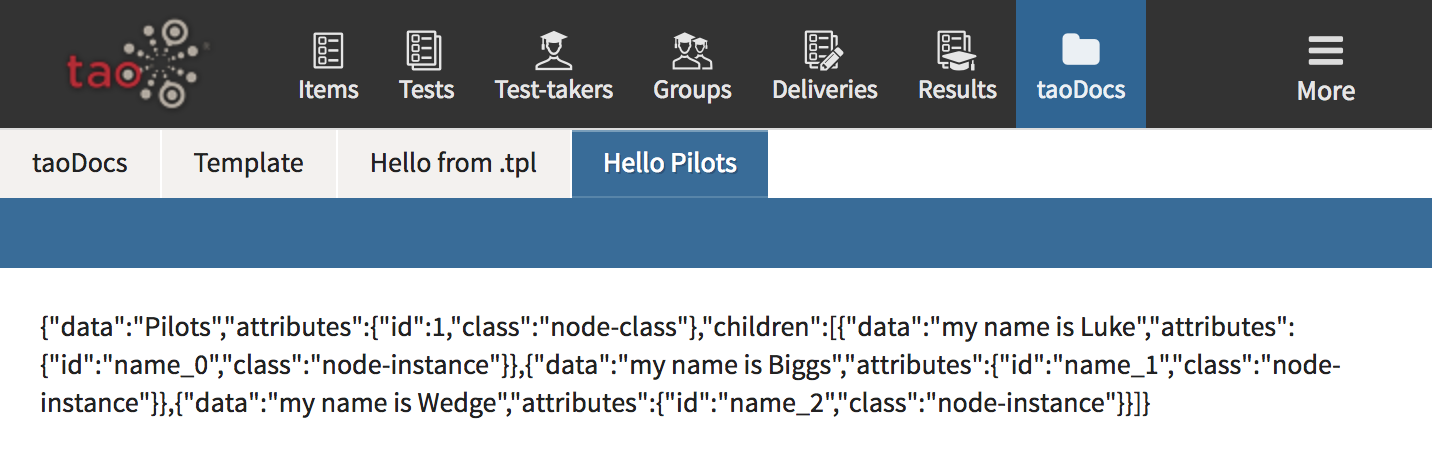 tao
Items Tests Test-takers Groups Deliveries Results taoDocs More
taoDocs Template Hello from .tpl Hello Pilots
{"data":"Pilots","attributes":{"id":1,"class":"node-class"},"children":[{"data":"my name is Luke","attributes":
{"id":"name_0","class":"node-instance"}},{"data":"my name is Biggs","attributes":{"id":"name_1","class":"node-
instance"}},{"data":"my name is Wedge","attributes":{"id":"name_2","class":"node-instance"}}]}